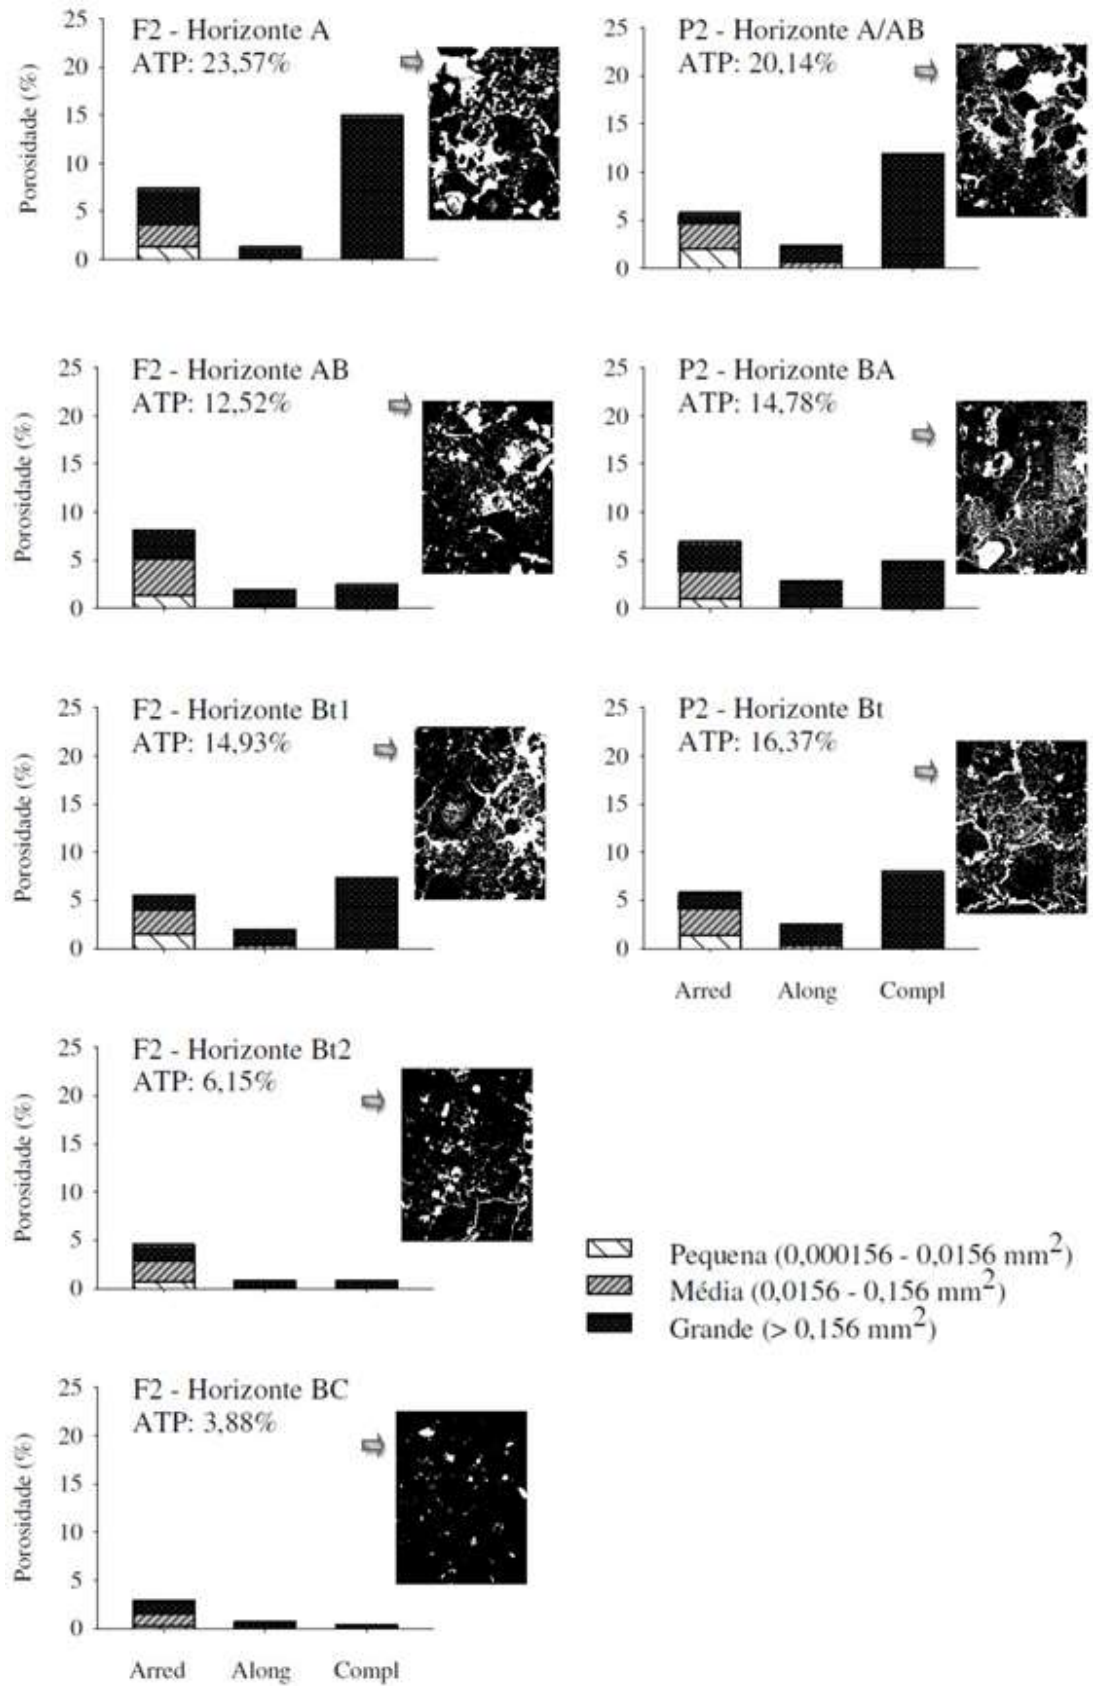 F2 - Horizonte A
ATP: 23,57%
Porosidade (%)
25
20
15
10
5
0
P2 - Horizonte A/AB
ATP: 20,14%
25
20
15
10
5
0
F2 - Horizonte AB
ATP: 12,52%
Porosidade (%)
25
20
15
10
5
0
P2 - Horizonte BA
ATP: 14,78%
25
20
15
10
5
0
F2 - Horizonte Bt1
ATP: 14,93%
Porosidade (%)
25
20
15
10
5
0
P2 - Horizonte Bt
ATP: 16,37%
25
20
15
10
5
0
Arred Along Compl
F2 - Horizonte Bt2
ATP: 6,15%
Porosidade (%)
25
20
15
10
5
0
Pequena (0,000156 - 0,0156 mm²)
Média (0,0156 - 0,156 mm²)
Grande (> 0,156 mm²)
F2 - Horizonte BC
ATP: 3,88%
Porosidade (%)
25
20
15
10
5
0
Arred Along Compl